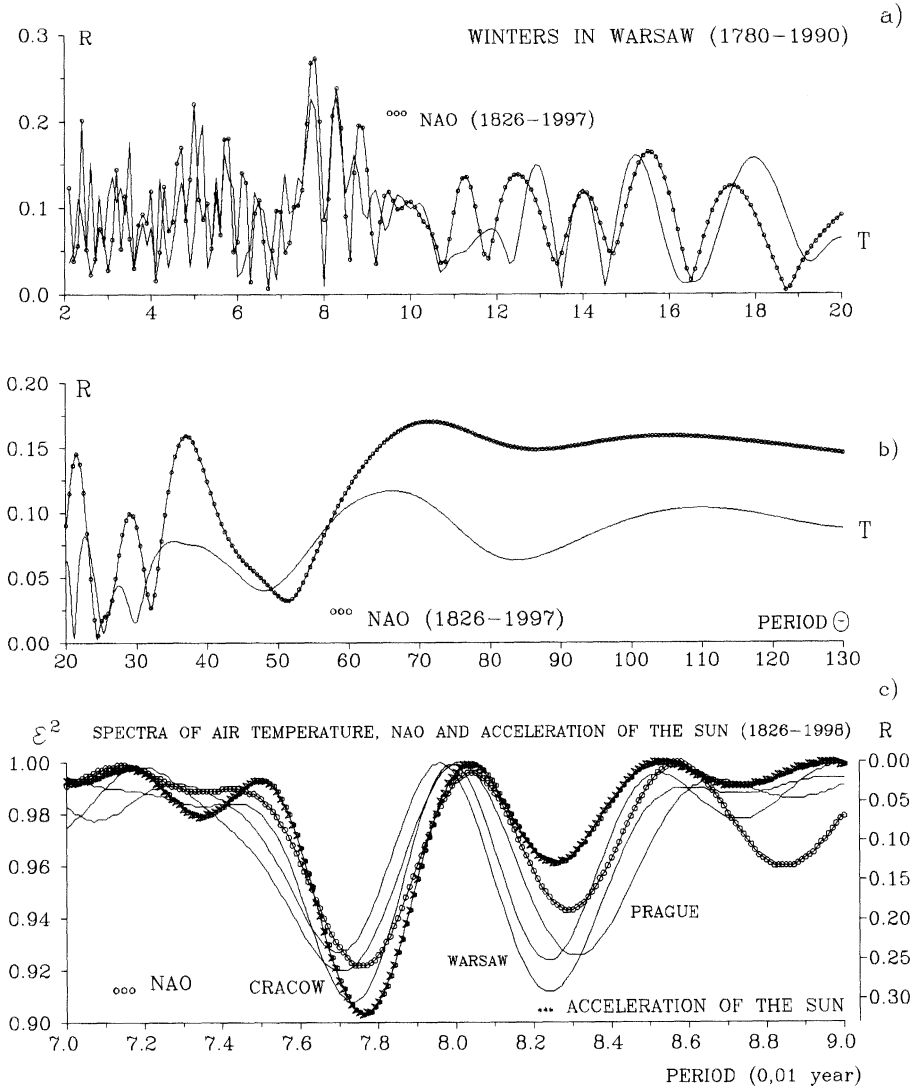 a)
R WINTERS IN WARSAW (1780−1990)
0.3
0.2
0.1
0.0
ooo NAO (1826−1997)
T
2 4 6 8 10 12 14 16 18 20
b)
R
0.20
0.15
0.10
0.05
0.00
T
ooo NAO (1826−1997)
PERIOD Θ
20 30 40 50 60 70 80 90 100 110 120 130
c)
ε² SPECTRA OF AIR TEMPERATURE, NAO AND ACCELERATION OF THE SUN (1826−1998) R
1.00
0.98
0.96
0.94
0.92
0.90
0.00
0.05
0.10
0.15
0.20
0.25
0.30
PRAGUE
WARSAW
CRACOW
ooo NAO
*** ACCELERATION OF THE SUN
7.0 7.2 7.4 7.6 7.8 8.0 8.2 8.4 8.6 8.8 9.0
PERIOD (0,01 year)